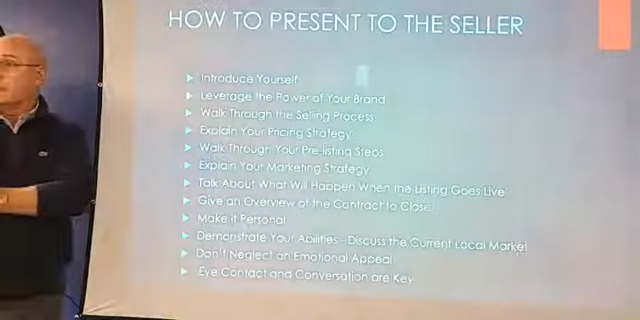 HOW TO PRESENT TO THE SELLER
Introduce Yourself
Leverage the Power of Your Brand
Walk Through the Selling Process
Explain Your Pricing Strategy
Walk Through Your Pre-listing Steps
Explain Your Marketing Strategy
Talk About What Will Happen When the Listing Goes Live
Give an Overview of the Contract to Close
Make it Personal
Demonstrate Your Abilities - Discuss the Current Local Market
Don't Neglect an Emotional Appeal
Eye Contact and Conversation are Key